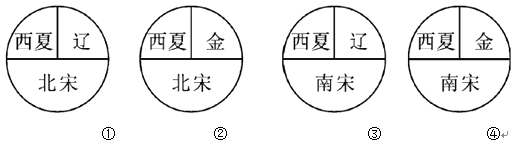 西夏 辽 西夏 金 西夏 辽 西夏 金
北宋 北宋 南宋 南宋
① ② ③ ④